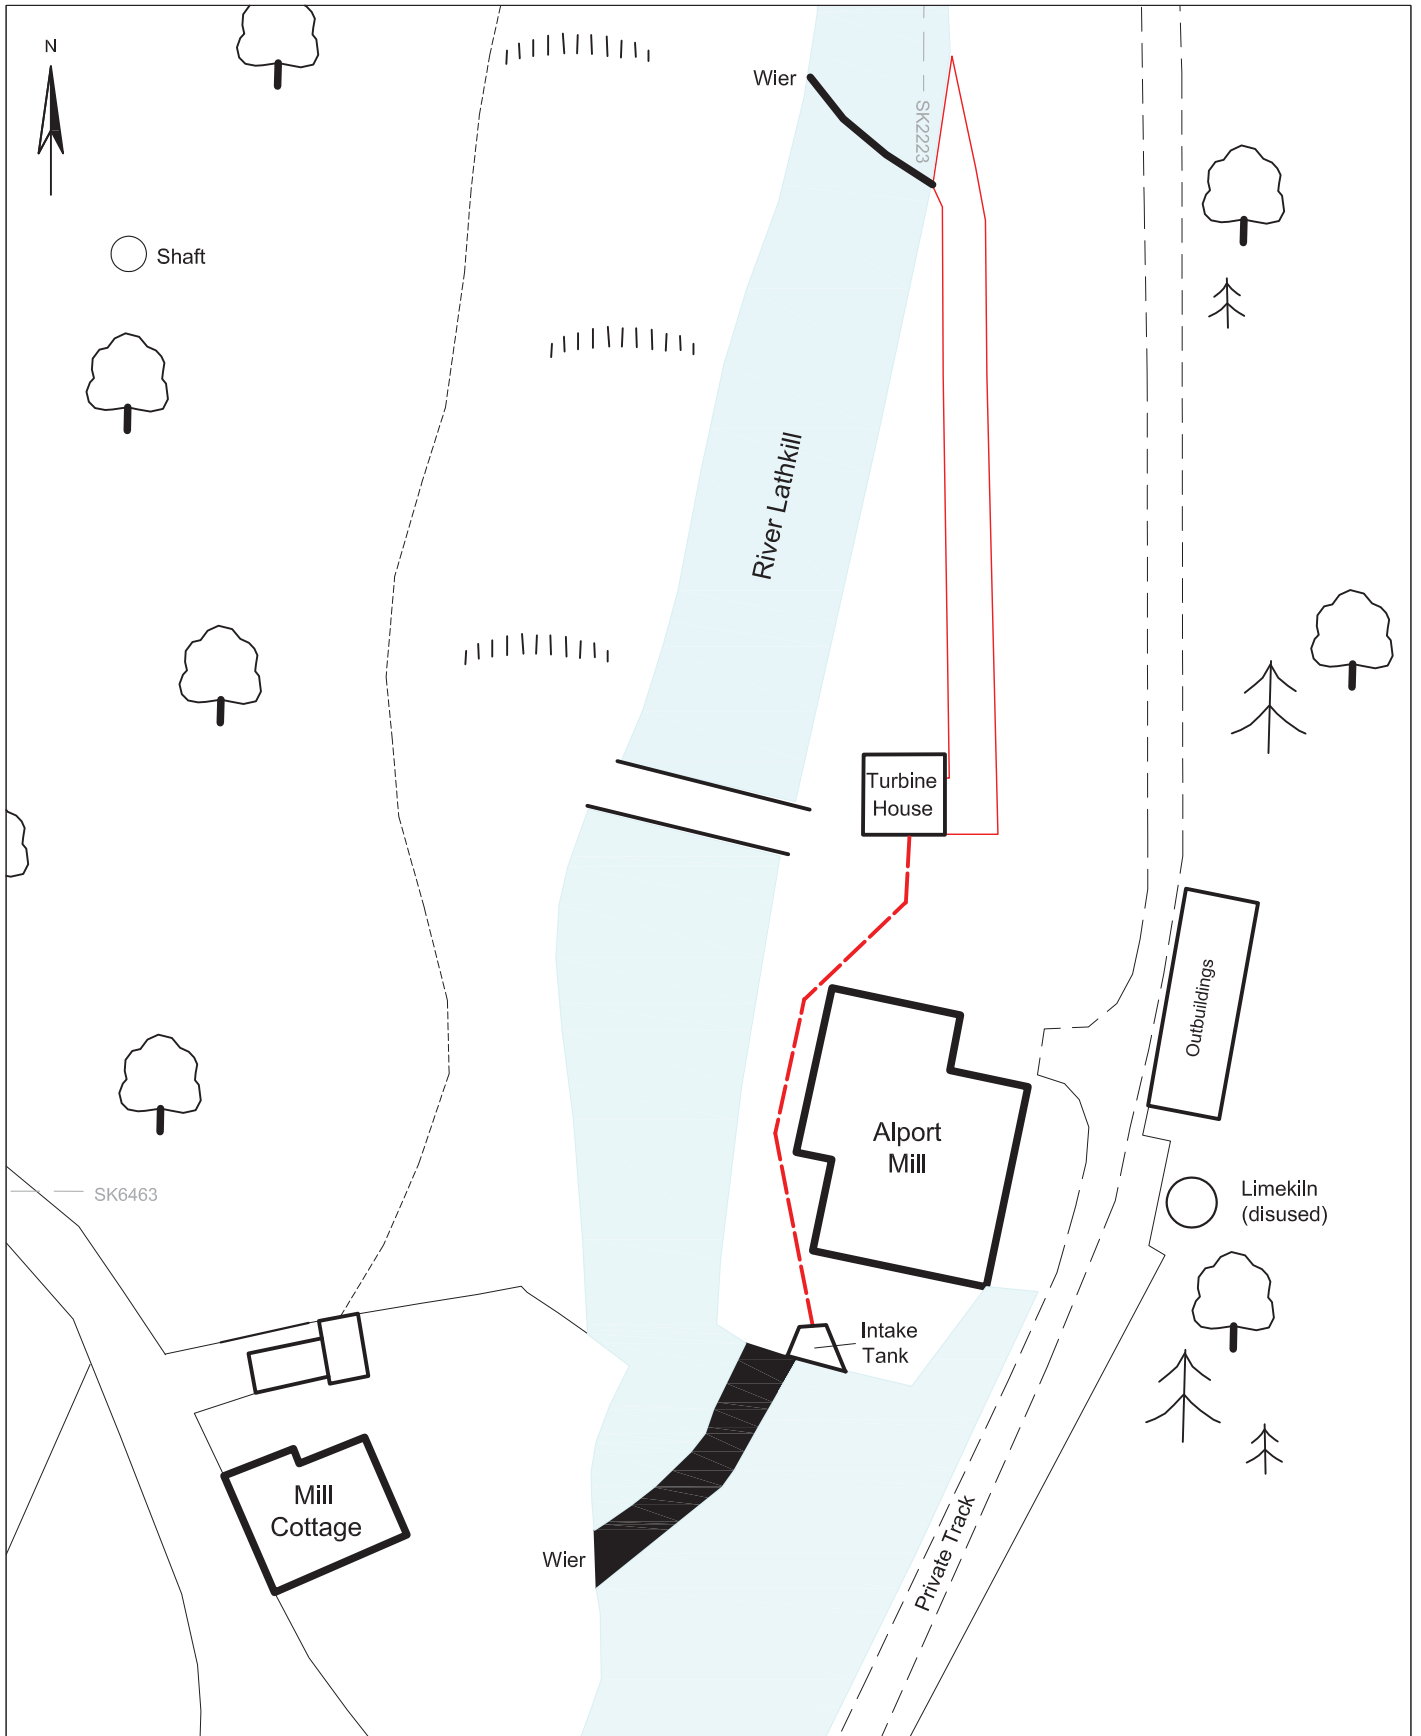 N
Wier
SK2223
Shaft
River Lathkill
Turbine
House
Outbuildings
Alport
Mill
SK6463
Limekiln
(disused)
Intake
Tank
Mill
Cottage
Wier
Private Track